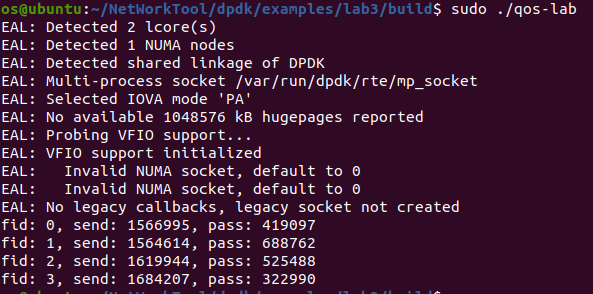 os@ubuntu:~/NetWorkTool/dpdk/examples/lab3/build$ sudo ./qos-lab
EAL: Detected 2 lcore(s)
EAL: Detected 1 NUMA nodes
EAL: Detected shared linkage of DPDK
EAL: Multi-process socket /var/run/dpdk/rte/mp_socket
EAL: Selected IOVA mode 'PA'
EAL: No available 1048576 kB hugepages reported
EAL: Probing VFIO support...
EAL: VFIO support initialized
EAL:   Invalid NUMA socket, default to 0
EAL:   Invalid NUMA socket, default to 0
EAL: No legacy callbacks, legacy socket not created
fid: 0, send: 1566995, pass: 419097
fid: 1, send: 1564614, pass: 688762
fid: 2, send: 1619944, pass: 525488
fid: 3, send: 1684207, pass: 322990